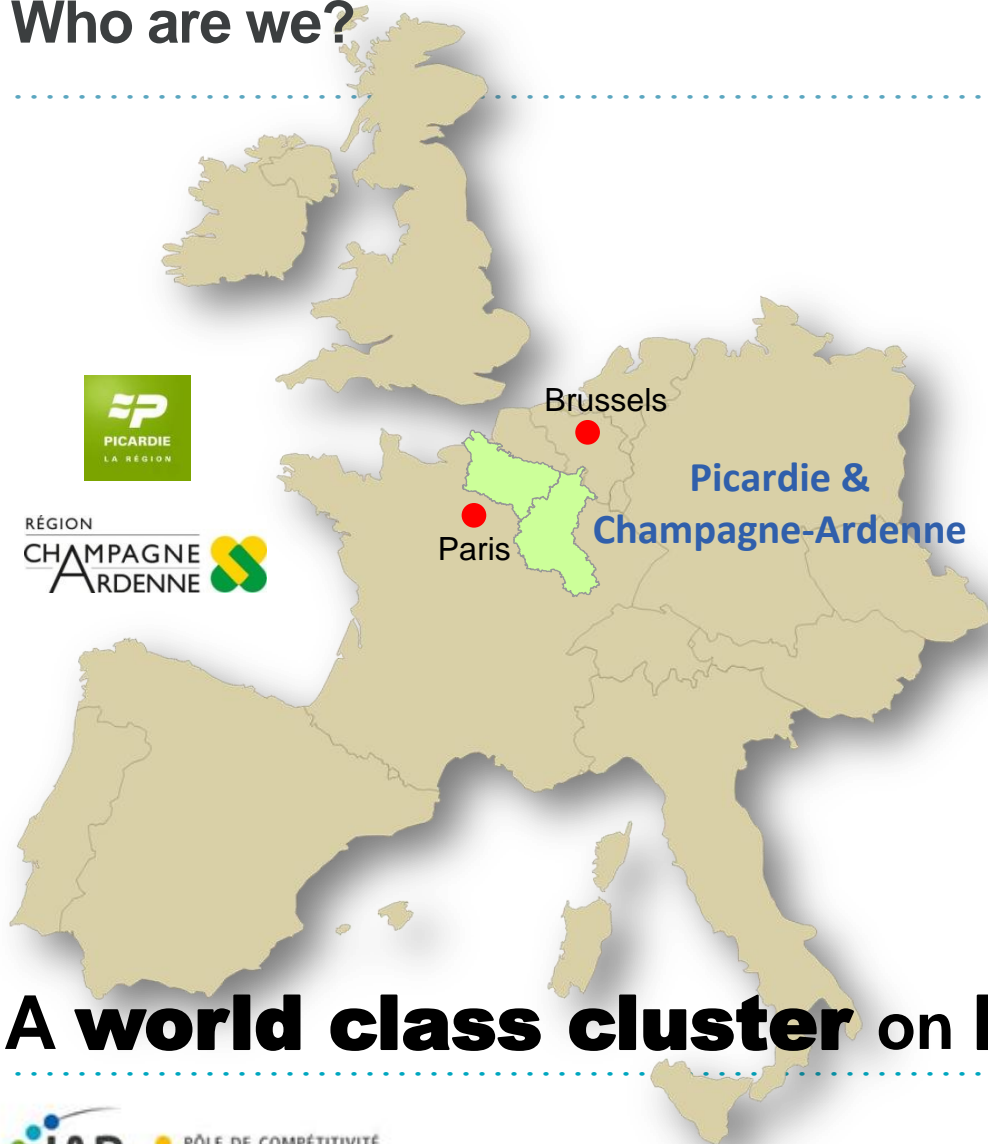 Who are we?
Brussels
PICARDIE
LA RÉGION
Picardie &
Champagne-Ardenne
RÉGION
CHAMPAGNE
ARDENNE
Paris
A world class cluster on
IAR
PÔLE DE COMPÉTITIVITÉ